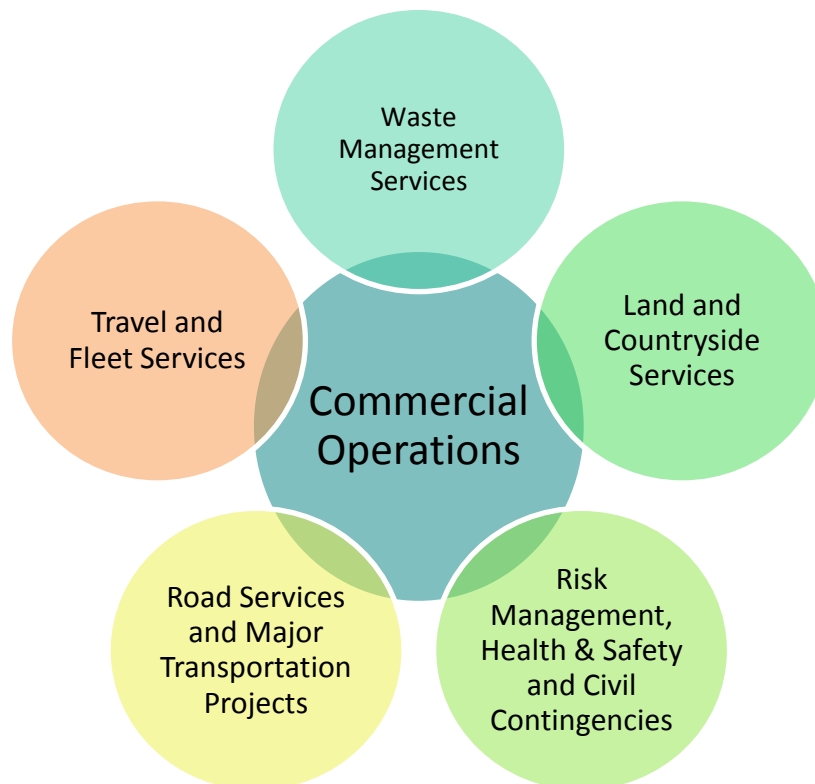 Waste
Management
Services
Travel and
Fleet Services
Land and
Countryside
Services
Commercial
Operations
Road Services
and Major
Transportation
Projects
Risk
Management,
Health & Safety
and Civil
Contingencies